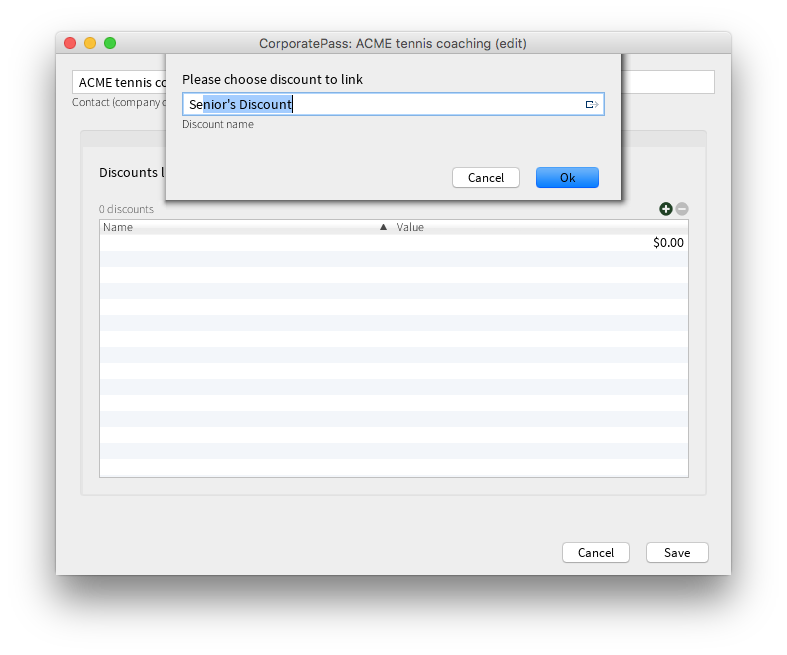 CorporatePass: ACME tennis coaching (edit)
Please choose discount to link
ACME tennis
Senior's Discount
Contact (company
Discount name
Cancel
Ok
Discounts
0 discounts
Name
Value
$0.00
Cancel
Save